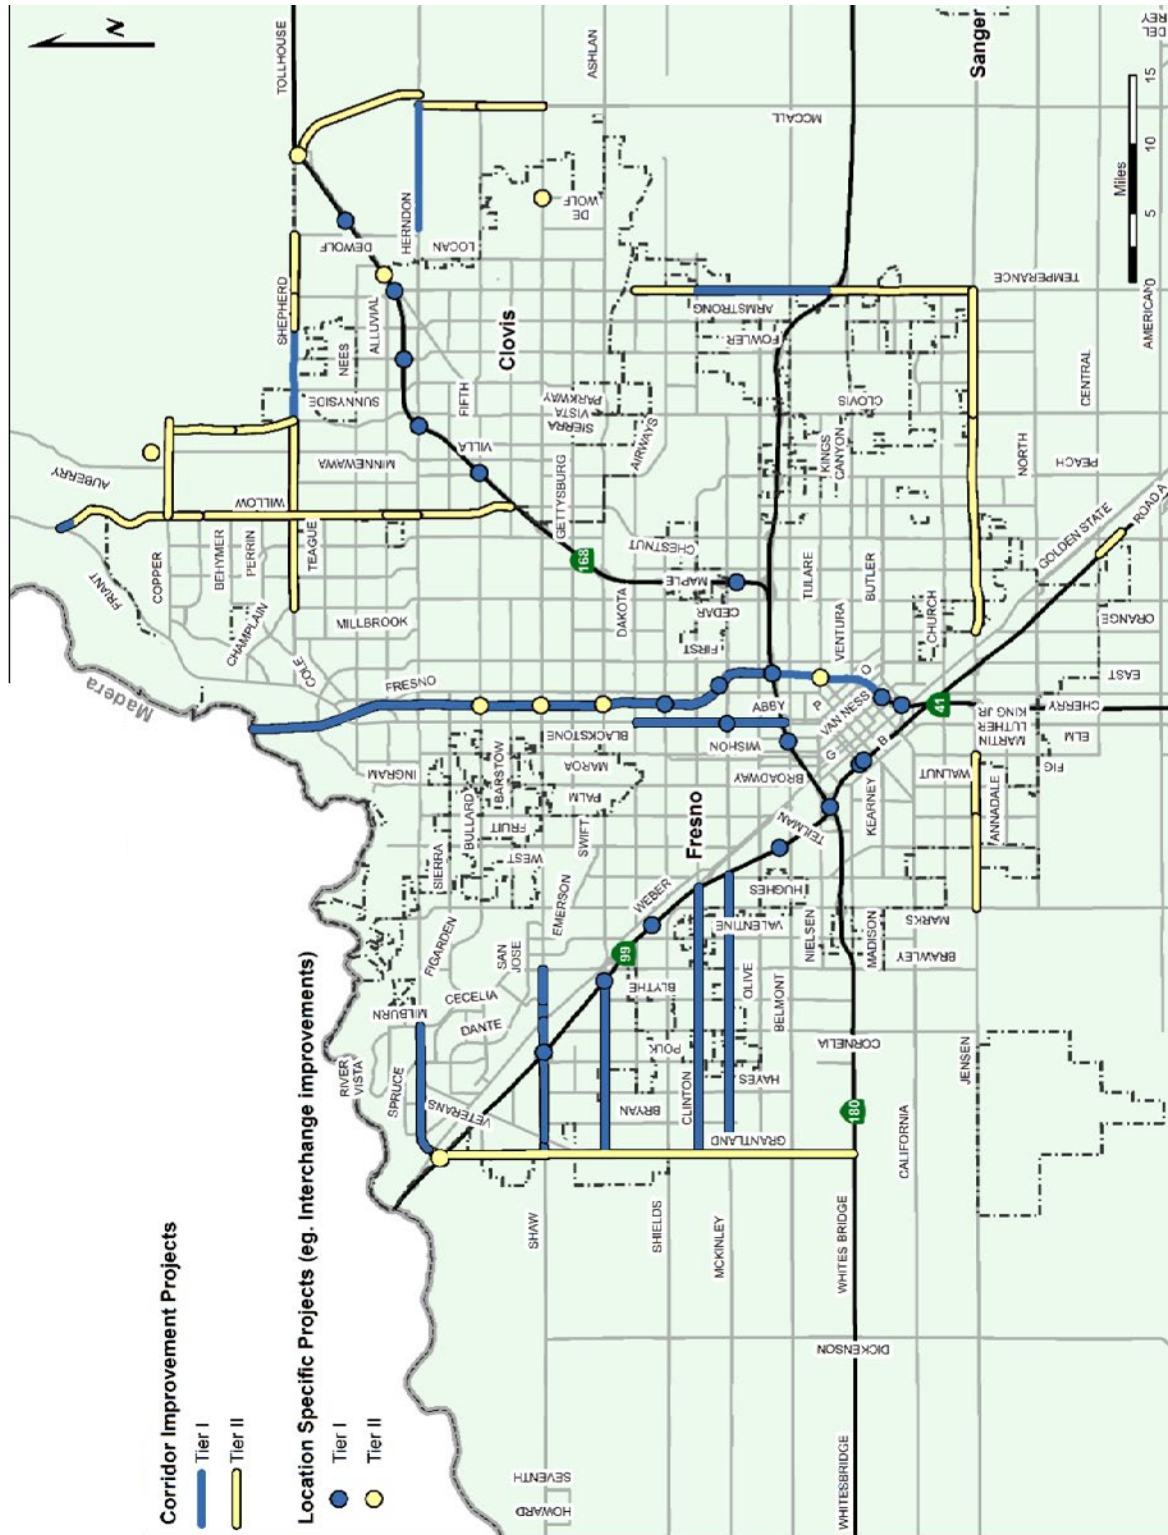 Corridor Improvement Projects
Tier I
Tier II
Location Specific Projects (eg. Interchange improvements)
Tier I
Tier II
N
Madera
Clovis
Fresno
Sanger
DEL
REY
TOLLHOUSE
ASHLAN
MCCALL
DE
WOLF
HERNDON
DEWOLF
LOCAN
SHEPHERD
ALLUVIAL
NEES
SUNNYSIDE
FIFTH
VILLA
MINNEWAWA
SIERRA
VISTA
PARKWAY
AIRWAYS
GETTYSBURG
ARMSTRONG
FOWLER
TEMPERANCE
AMERICAN
CENTRAL
CLOVIS
KINGS
CANYON
NORTH
PEACH
AUBERRY
WILLOW
FRIANT
COPPER
BEHYMER
PERRIN
TEAGUE
CHAMPLAIN
COLE
MILLBROOK
FRESNO
168
CHESTNUT
MAPLE
CEDAR
DAKOTA
FIRST
TULARE
BUTLER
VENTURA
CHURCH
GOLDEN STATE
ROAD A
ORANGE
EAST
CHERRY
MARTIN
LUTHER
KING JR
ELM
FIG
41
O
P
VAN NESS
G
B
ABBY
BLACKSTONE
WISHON
BROADWAY
MAROA
PALM
INGRAM
BARSTOW
BULLARD
FRUIT
WEST
SWIFT
SIERRA
TEILMAN
KEARNEY
WALNUT
ANNADALE
HUGHES
WEBER
EMERSON
VALENTINE
NIELSEN
MADISON
MARKS
BRAWLEY
FIGARDEN
SAN
JOSE
CECELIA
DANTE
MILBURN
99
BLYTHE
OLIVE
BELMONT
POLK
HAYES
CORNELIA
JENSEN
RIVER
VISTA
SPRUCE
VETERANS
BRYAN
CLINTON
GRANTLAND
180
CALIFORNIA
SHAW
SHIELDS
MCKINLEY
WHITES BRIDGE
DICKENSON
WHITESBRIDGE
SEVENTH
HOWARD
Miles
0 5 10 15